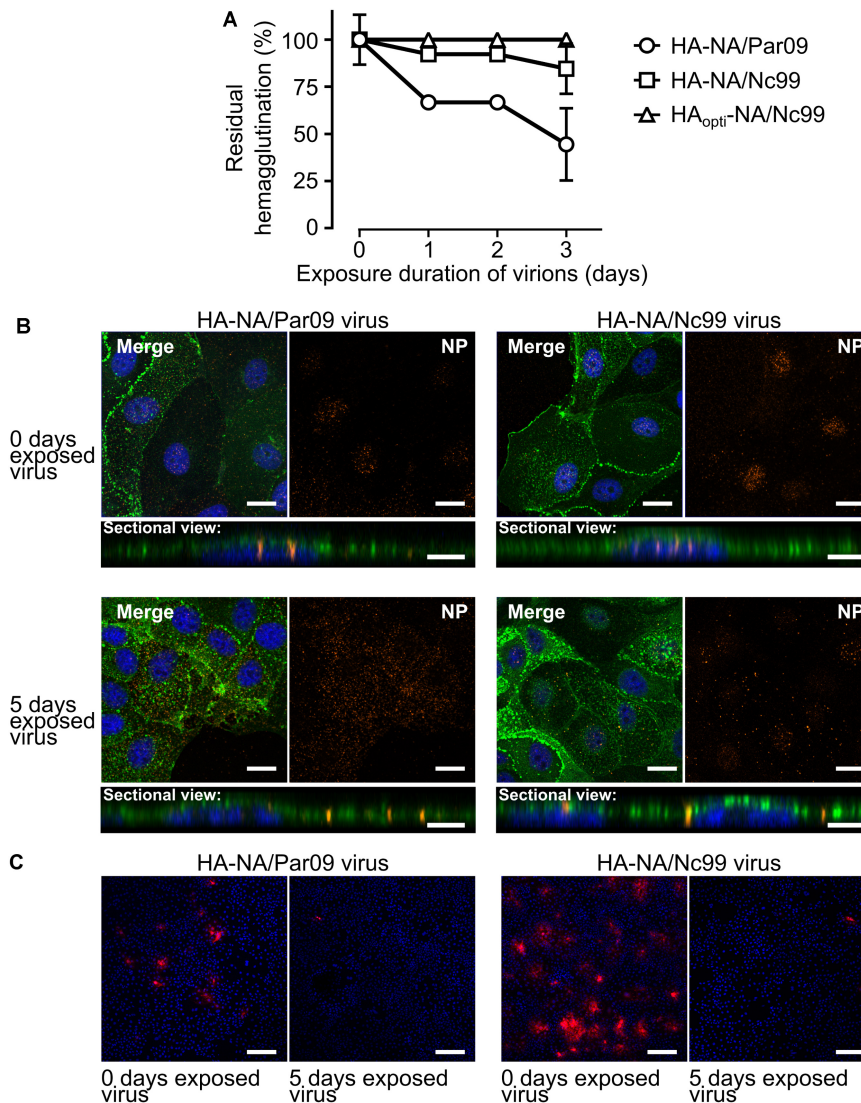 A
Residual
hemagglutination (%)
100
75
50
25
0
0 1 2 3
Exposure duration of virions (days)
HA-NA/Par09
HA-NA/Nc99
HAopti-NA/Nc99
B
HA-NA/Par09 virus
HA-NA/Nc99 virus
0 days
exposed
virus
Merge
NP
Merge
NP
Sectional view:
Sectional view:
5 days
exposed
virus
Merge
NP
Merge
NP
Sectional view:
Sectional view:
C
HA-NA/Par09 virus
HA-NA/Nc99 virus
0 days exposed
virus
5 days exposed
virus
0 days exposed
virus
5 days exposed
virus